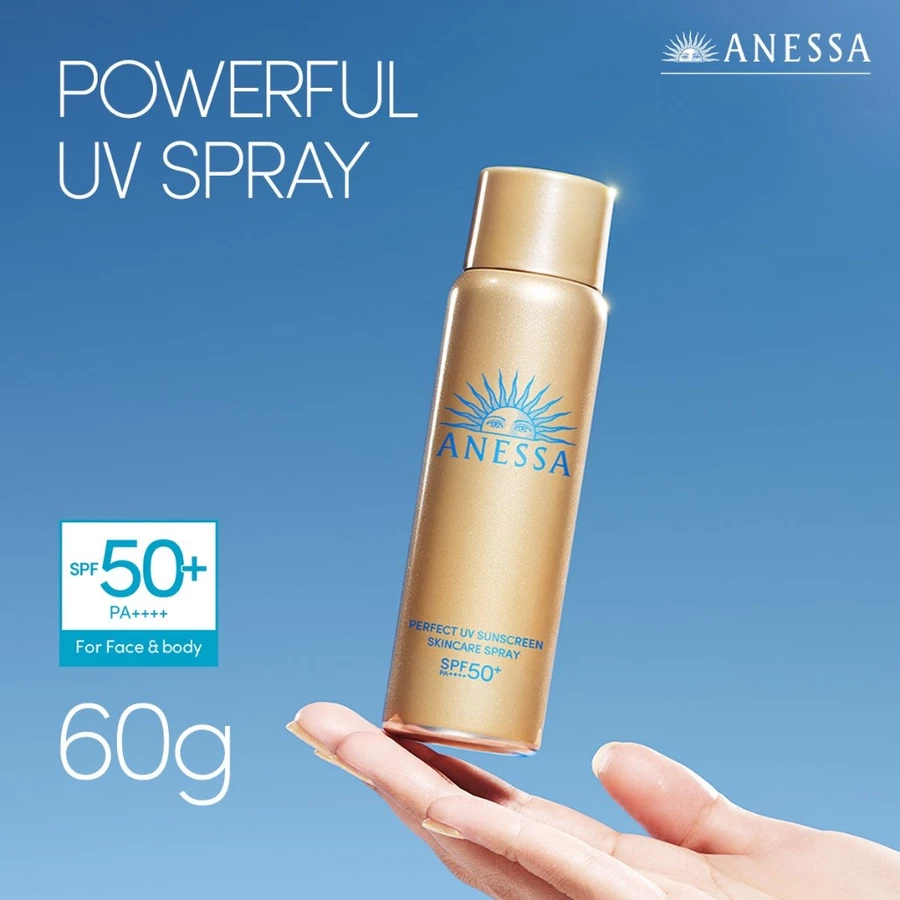 POWERFUL
UV SPRAY
ANESSA
ANESSA
PERFECT UV SUNSCREEN
SKINCARE SPRAY
SPF 50+
PA++++
SPF 50+
PA++++
For Face & body
60g